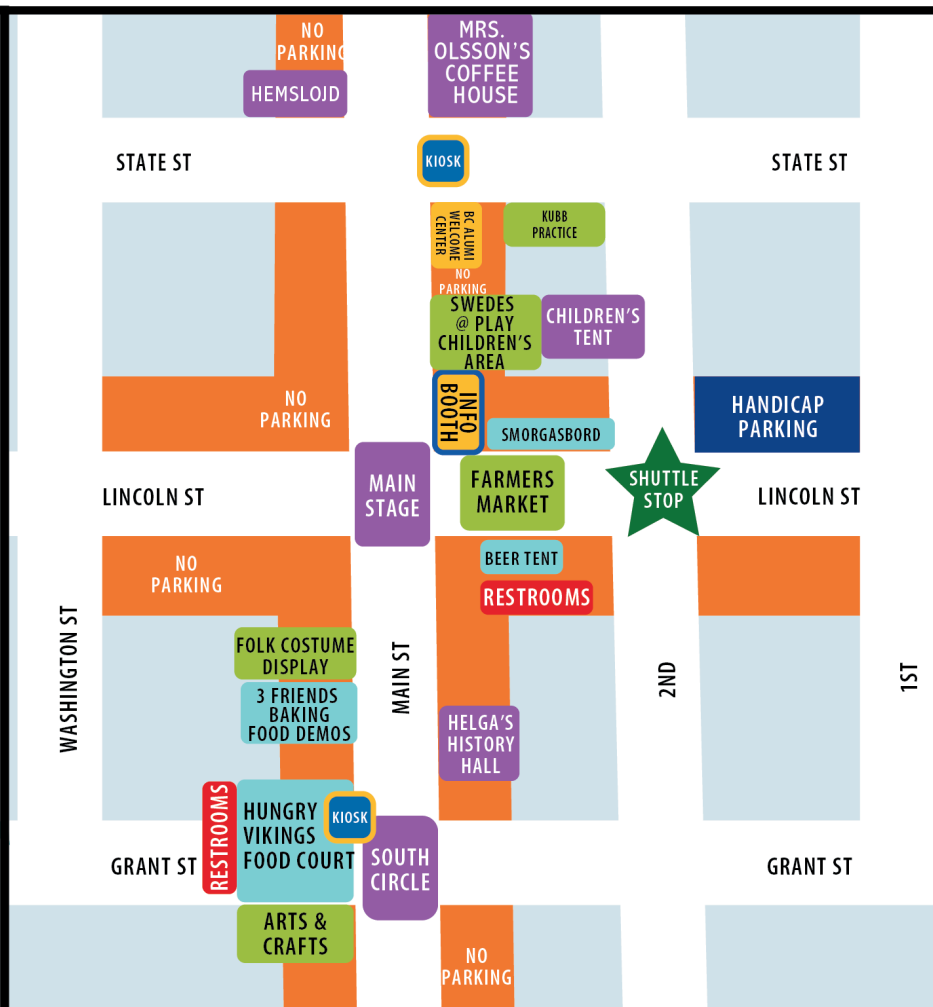 NO
PARKING
MRS.
OLSSON'S
COFFEE
HOUSE
HEMSLOJD
STATE ST
KIOSK
STATE ST
BC ALUMI
WELCOME
CENTER
KUBB
PRACTICE
NO
PARKING
SWEDES
@ PLAY
CHILDREN'S
AREA
CHILDREN'S
TENT
NO
PARKING
INFO
BOOTH
SMORGASBORD
HANDICAP
PARKING
LINCOLN ST
MAIN
STAGE
FARMERS
MARKET
SHUTTLE
STOP
LINCOLN ST
NO
PARKING
BEER TENT
RESTROOMS
WASHINGTON ST
FOLK COSTUME
DISPLAY
MAIN ST
2ND
1ST
3 FRIENDS
BAKING
FOOD DEMOS
HELGA'S
HISTORY
HALL
RESTROOMS
HUNGRY
VIKINGS
FOOD COURT
KIOSK
SOUTH
CIRCLE
GRANT ST
GRANT ST
ARTS &
CRAFTS
NO
PARKING